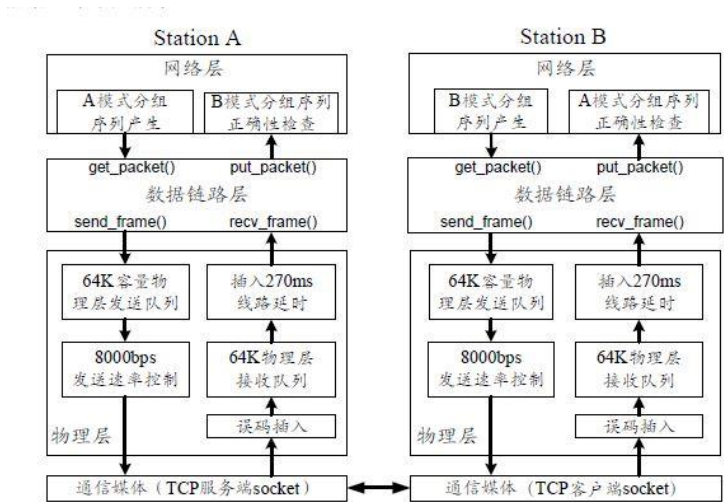 Station A
网络层
A模式分组
序列产生
B模式分组序列
正确性检查
get_packet()
put_packet()
数据链路层
send_frame()
recv_frame()
64K容量物
理层发送队列
插入270ms
线路延时
8000bps
发送速率控制
64K物理层
接收队列
误码插入
物理层
通信媒体（TCP服务端socket）
Station B
网络层
B模式分组
序列产生
A模式分组序列
正确性检查
get_packet()
put_packet()
数据链路层
send_frame()
recv_frame()
64K容量物
理层发送队列
插入270ms
线路延时
8000bps
发送速率控制
64K物理层
接收队列
误码插入
物理层
通信媒体（TCP客户端socket）